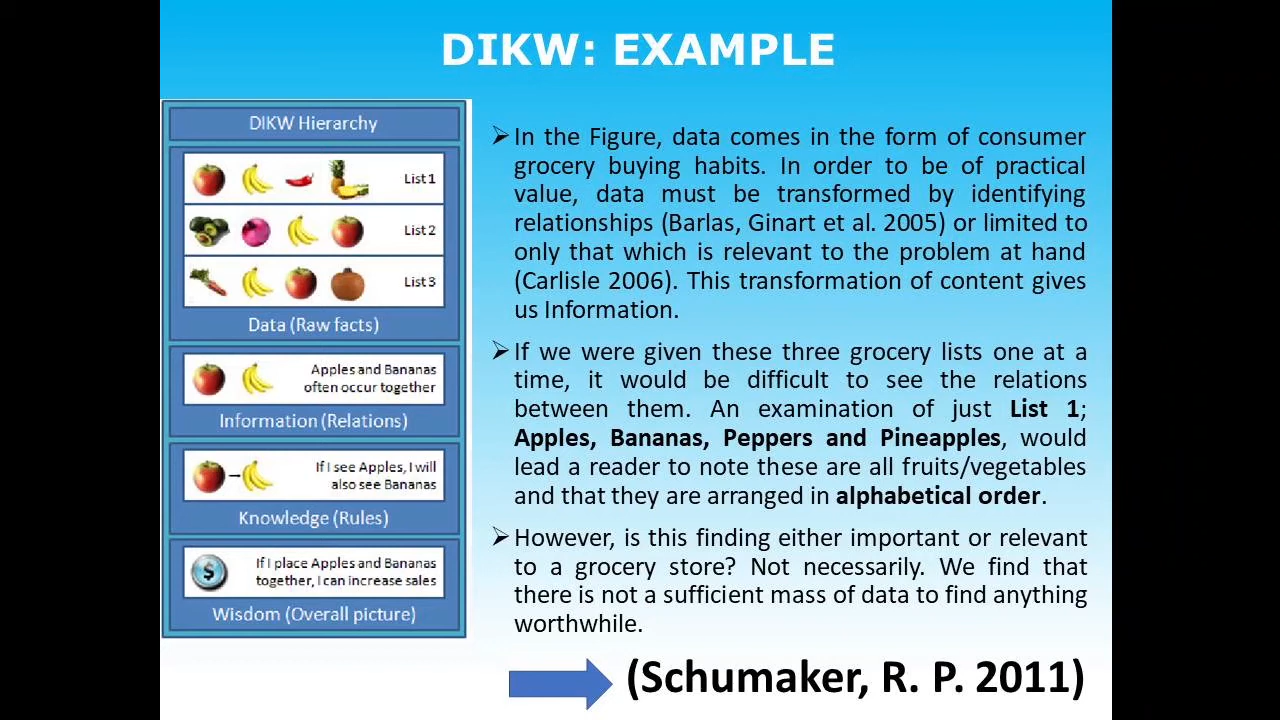 DIKW: EXAMPLE
DIKW Hierarchy
List 1
List 2
List 3
Data (Raw facts)
Apples and Bananas
often occur together
Information (Relations)
If I see Apples, I will
also see Bananas
Knowledge (Rules)
$
If I place Apples and Bananas
together, I can increase sales
Wisdom (Overall picture)
➢In the Figure, data comes in the form of consumer
grocery buying habits. In order to be of practical
value, data must be transformed by identifying
relationships (Barlas, Ginart et al. 2005) or limited to
only that which is relevant to the problem at hand
(Carlisle 2006). This transformation of content gives
us Information.
➢If we were given these three grocery lists one at a
time, it would be difficult to see the relations
between them. An examination of just List 1;
Apples, Bananas, Peppers and Pineapples, would
lead a reader to note these are all fruits/vegetables
and that they are arranged in alphabetical order.
➢However, is this finding either important or relevant
to a grocery store? Not necessarily. We find that
there is not a sufficient mass of data to find anything
worthwhile.
(Schumaker, R. P. 2011)